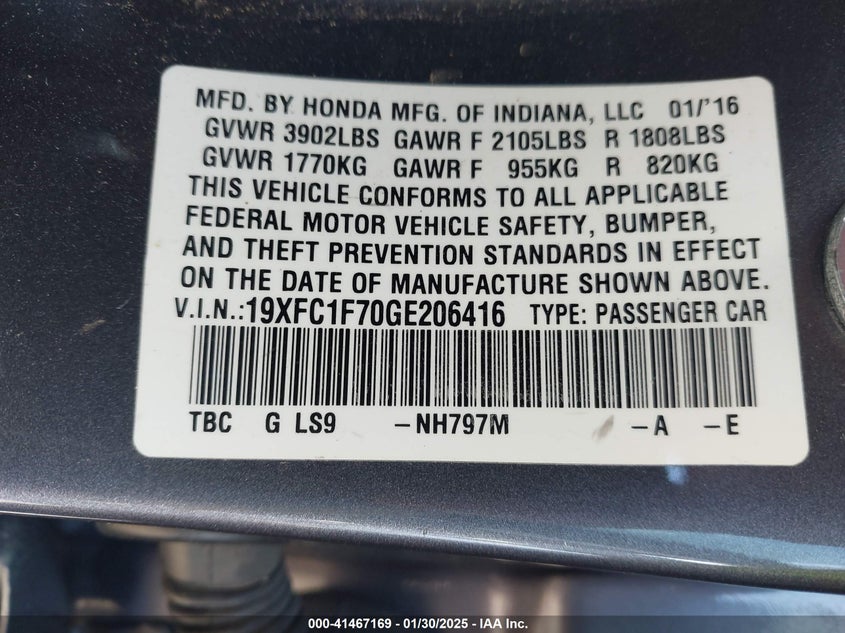 MFD. BY HONDA MFG. OF INDIANA, LLC 01/'16
GVWR 3902LBS GAWR F 2105LBS R 1808LBS
GVWR 1770KG GAWR F 955KG R 820KG
THIS VEHICLE CONFORMS TO ALL APPLICABLE
FEDERAL MOTOR VEHICLE SAFETY, BUMPER,
AND THEFT PREVENTION STANDARDS IN EFFECT
ON THE DATE OF MANUFACTURE SHOWN ABOVE.
V.I.N.:19XFC1F70GE206416 TYPE: PASSENGER CAR
TBC G LS9 -NH797M -A -E
000-41467169 - 01/30/2025 - IAA Inc.